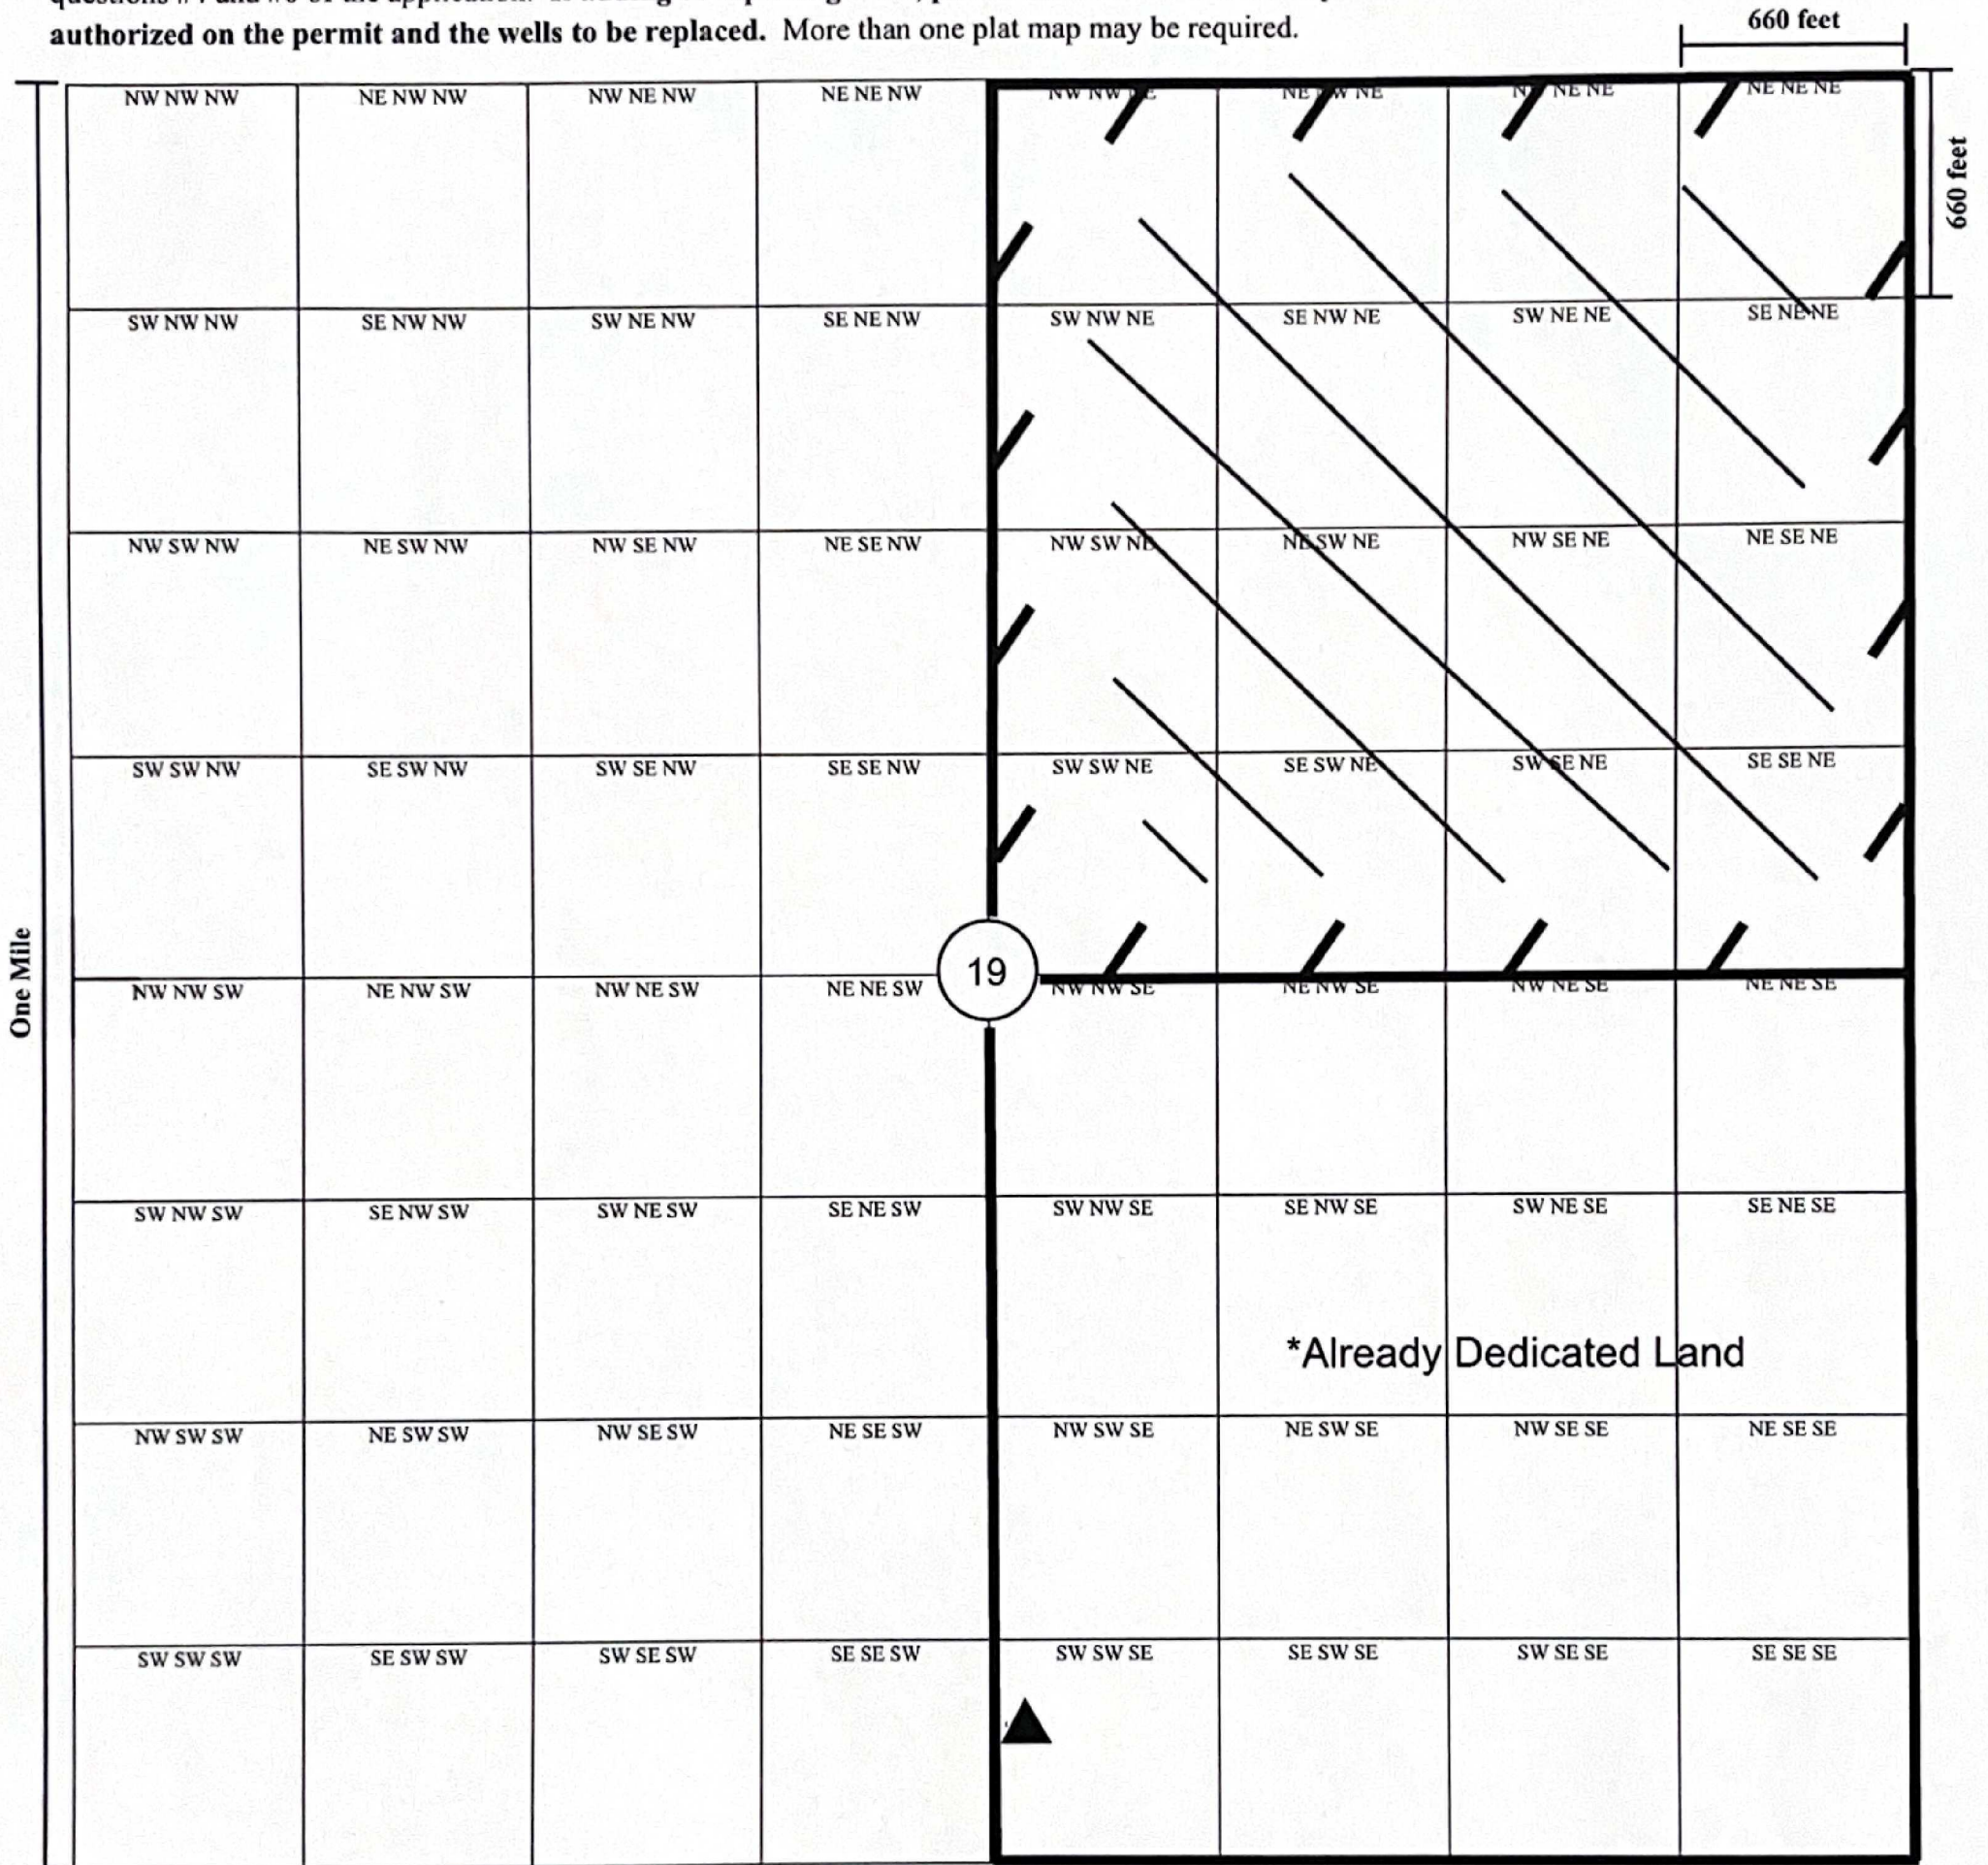 authorized on the permit and the wells to be replaced. More than one plat map may be required.
660 feet
660 feet
One Mile
NW NW NW NE NW NW NW NE NW NE NE NW NW NW NE NE NW NE NE NE NE NE NE
SW NW NW SE NW NW SW NE NW SE NE NW SW NW NE SE NW NE SW NE NE SE NE NE
NW SW NW NE SW NW NW SE NW NE SE NW NW SW NE NE SW NE NW SE NE NE SE NE
SW SW NW SE SW NW SW SE NW SE SE NW SW SW NE SE SW NE SW SE NE SE SE NE
19
NW NW SW NE NW SW NW NE SW NE NE SW NW NW SE NE NW SE NW NE SE NE NE SE
SW NW SW SE NW SW SW NE SW SE NE SW SW NW SE SE NW SE SW NE SE SE NE SE
*Already Dedicated Land
NW SW SW NE SW SW NW SE SW NE SE SW NW SW SE NE SW SE NW SE SE NE SE SE
SW SW SW SE SW SW SW SE SW SE SE SW SW SW SE SE SW SE SW SE SE SE SE SE